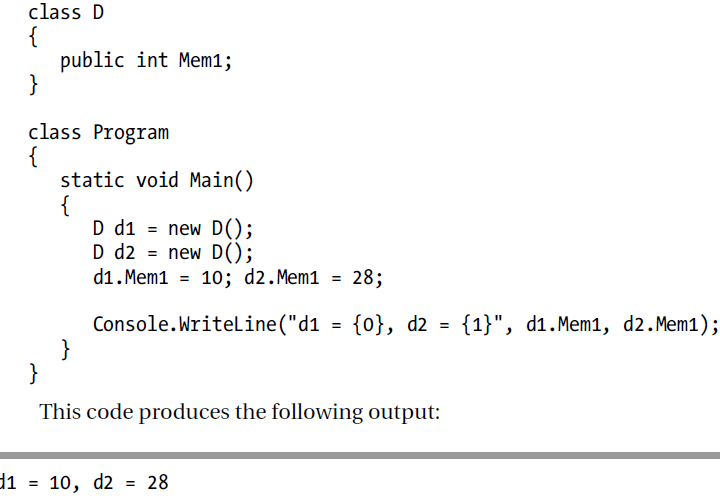 class D
{
public int Mem1;
}
class Program
{
static void Main()
{
D d1 = new D();
D d2 = new D();
d1.Mem1 = 10; d2.Mem1 = 28;
Console.WriteLine("d1 = {0}, d2 = {1}", d1.Mem1, d2.Mem1);
}
}
This code produces the following output:
d1 = 10, d2 = 28